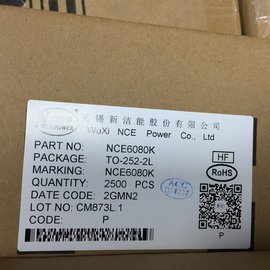 无锡新洁能股份有限公司
WuXi NCE Power Co., Ltd
PART NO: NCE6080K
PACKAGE: TO-252-2L
MARKING: NCE6080K
QUANTITY: 2500 PCS
DATE CODE: 2GMN2
LOT NO: CM873L.1
CODE: P
HF
RoHS
ACC
P